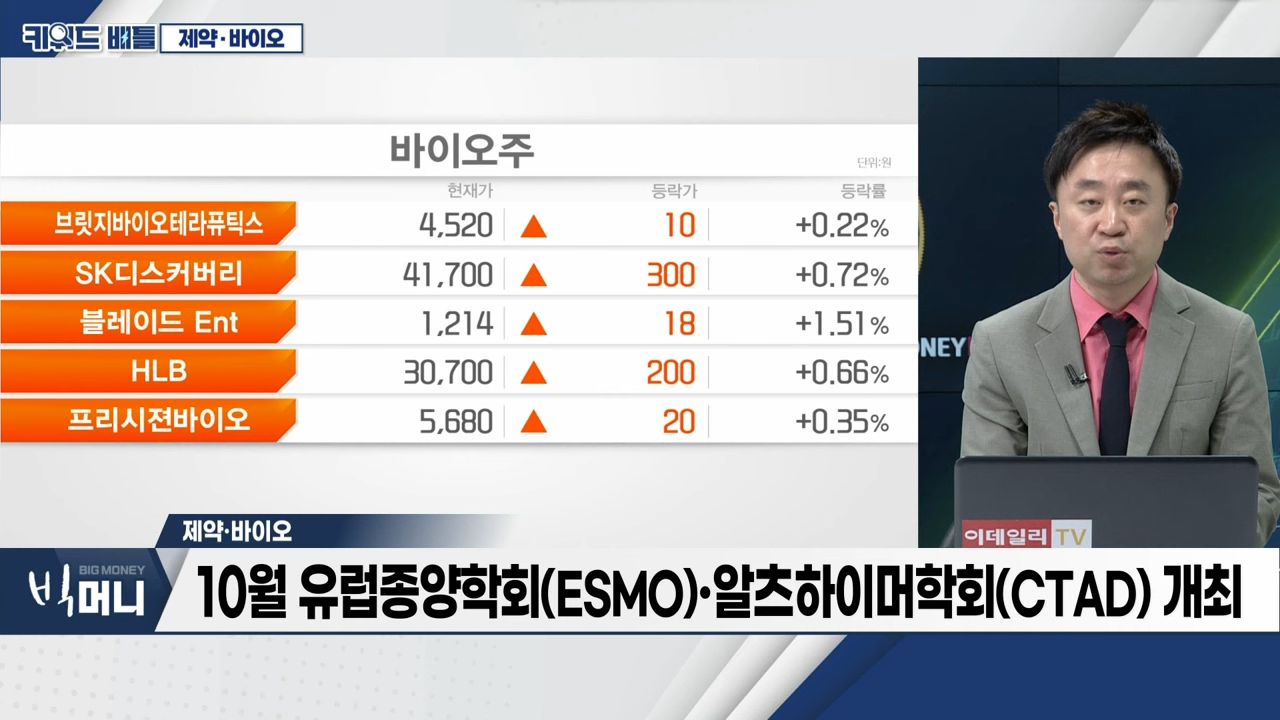 키워드 배틀 제약·바이오
바이오주
단위:원
현재가 등락가 등락률
브릿지바이오테라퓨틱스 4,520 ▲ 10 +0.22%
SK디스커버리 41,700 ▲ 300 +0.72%
블레이드 Ent 1,214 ▲ 18 +1.51%
HLB 30,700 ▲ 200 +0.66%
프리시젼바이오 5,680 ▲ 20 +0.35%
ONEY
이데일리 TV
제약·바이오
BIG MONEY
빅머니
10월 유럽종양학회(ESMO)·알츠하이머학회(CTAD) 개최